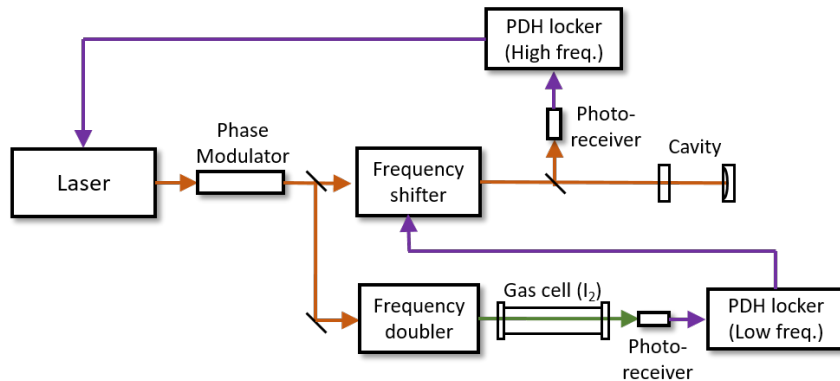 PDH locker
(High freq.)
Photo-
receiver
Phase
Modulator
Cavity
Laser
Frequency
shifter
Gas cell (I₂)
Frequency
doubler
PDH locker
(Low freq.)
Photo-
receiver